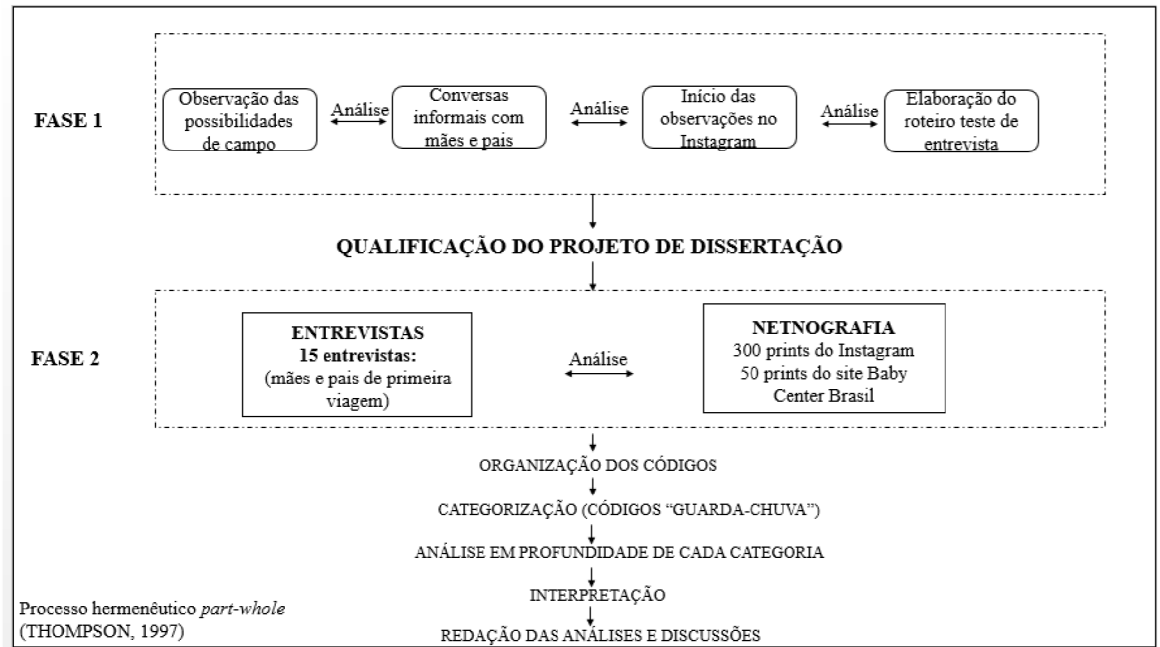 FASE 1
Observação das
possibilidades
de campo
Análise
Conversas
informais com
mães e pais
Análise
Início das
observações no
Instagram
Análise
Elaboração do
roteiro teste de
entrevista
QUALIFICAÇÃO DO PROJETO DE DISSERTAÇÃO
FASE 2
ENTREVISTAS
15 entrevistas:
(mães e pais de primeira
viagem)
Análise
NETNOGRAFIA
300 prints do Instagram
50 prints do site Baby
Center Brasil
ORGANIZAÇÃO DOS CÓDIGOS
CATEGORIZAÇÃO (CÓDIGOS “GUARDA-CHUVA”)
ANÁLISE EM PROFUNDIDADE DE CADA CATEGORIA
INTERPRETAÇÃO
REDAÇÃO DAS ANÁLISES E DISCUSSÕES
Processo hermenêutico part-whole
(THOMPSON, 1997)